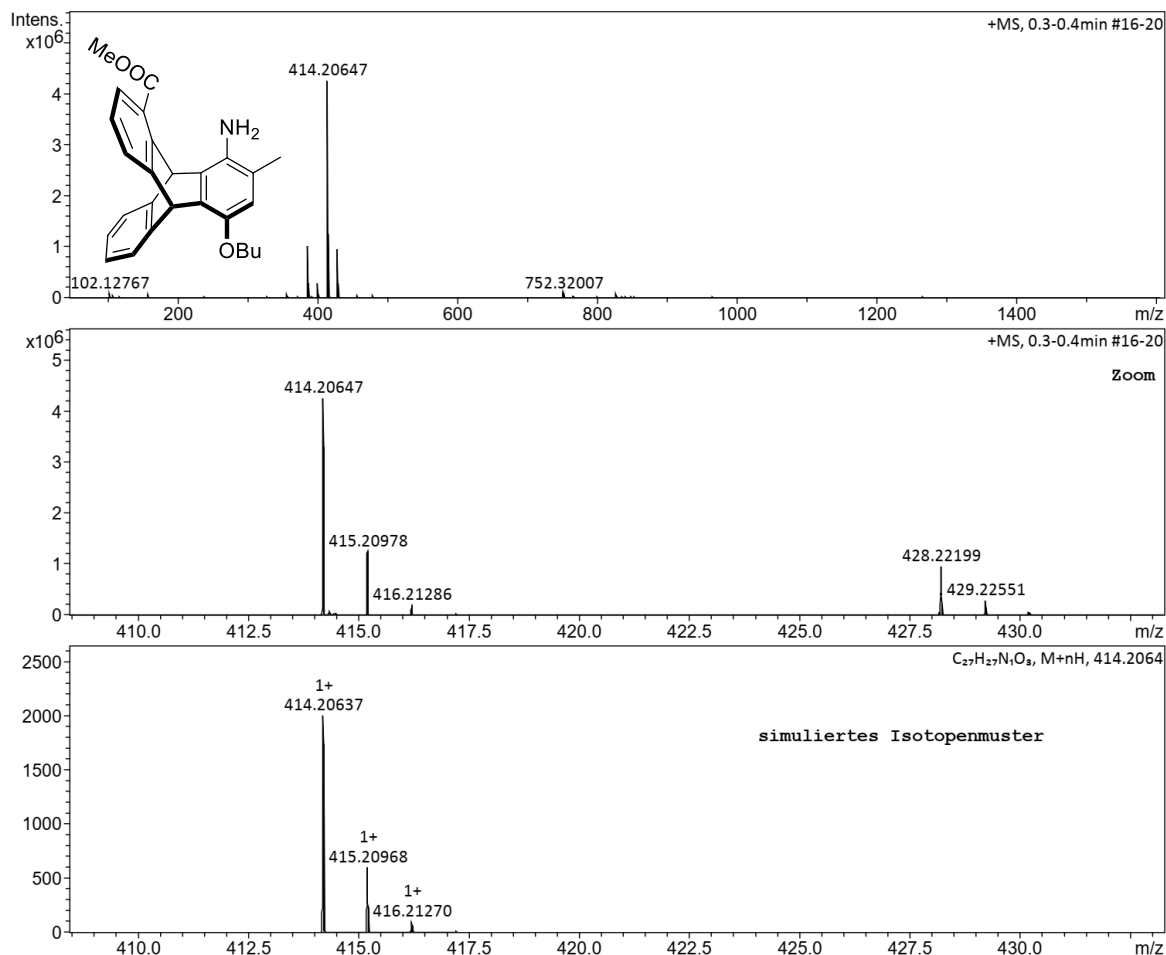 Intens.
x10⁶
+MS, 0.3-0.4min #16-20
MeOOC
414.20647
NH₂
OBu
102.12767
752.32007
4
3
2
1
0
200 400 600 800 1000 1200 1400 m/z
x10⁶
+MS, 0.3-0.4min #16-20
Zoom
5
4
3
2
1
0
414.20647
415.20978
416.21286
428.22199
429.22551
410.0 412.5 415.0 417.5 420.0 422.5 425.0 427.5 430.0 m/z
C₂₇H₂₇N₁O₃, M+nH, 414.2064
2500
2000
1500
1000
500
0
1+
414.20637
simuliertes Isotopenmuster
1+
415.20968
1+
416.21270
410.0 412.5 415.0 417.5 420.0 422.5 425.0 427.5 430.0 m/z